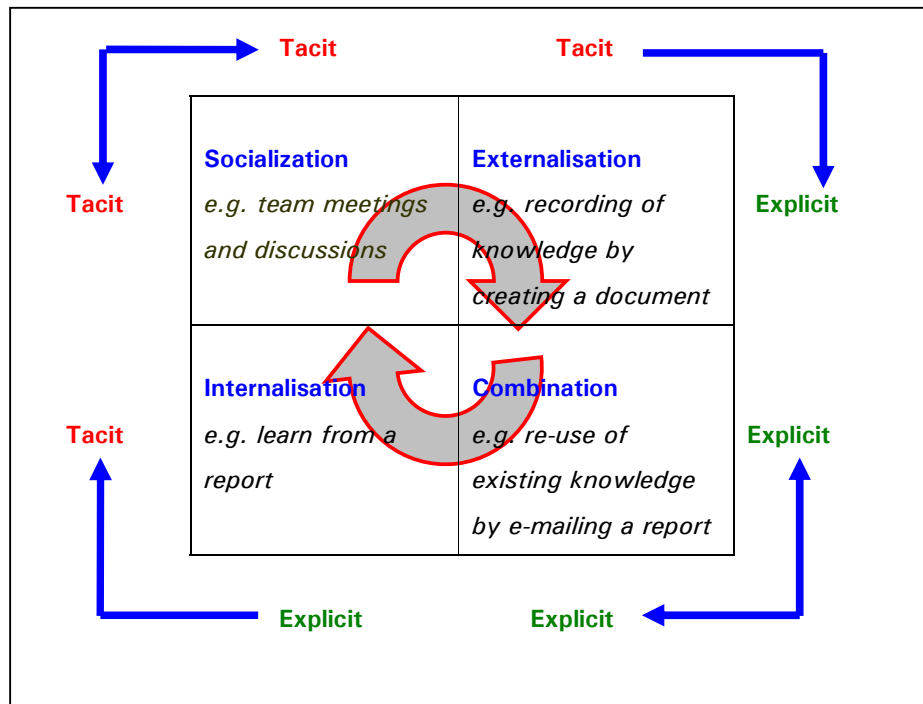 Tacit
Tacit
Socialization
e.g. team meetings
and discussions
Externalisation
e.g. recording of
knowledge by
creating a document
Tacit
Explicit
Internalisation
e.g. learn from a
report
Combination
e.g. re-use of
existing knowledge
by e-mailing a report
Tacit
Explicit
Explicit
Explicit